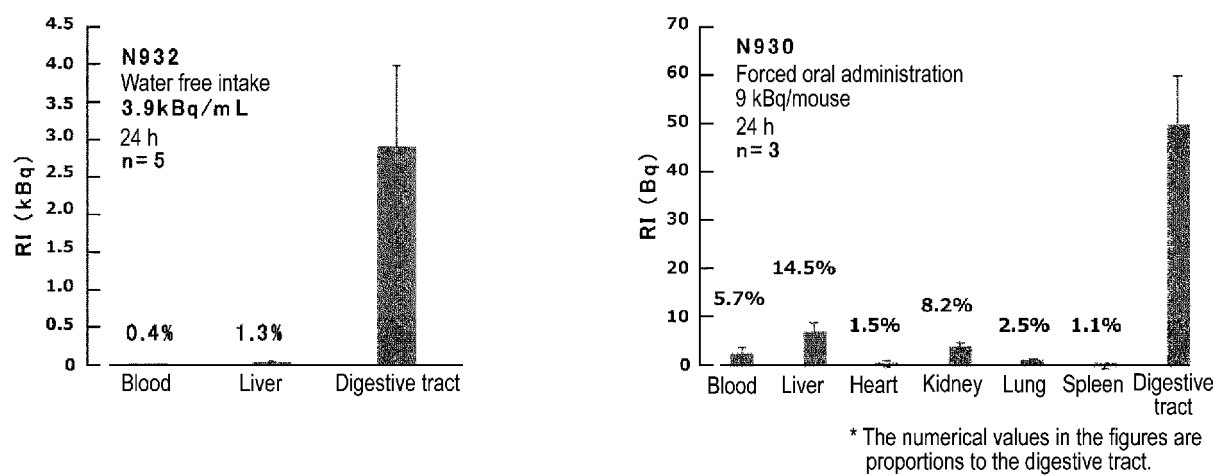 4.5
4.0
3.5
3.0
2.5
2.0
1.5
1.0
0.5
0
RI (kBq)
N932
Water free intake
3.9kBq/mL
24 h
n=5
0.4%
1.3%
Blood
Liver
Digestive tract
70
60
50
40
30
20
10
0
RI (Bq)
N930
Forced oral administration
9 kBq/mouse
24 h
n=3
5.7%
14.5%
1.5%
8.2%
2.5%
1.1%
Blood
Liver
Heart
Kidney
Lung
Spleen
Digestive
tract
* The numerical values in the figures are
proportions to the digestive tract.